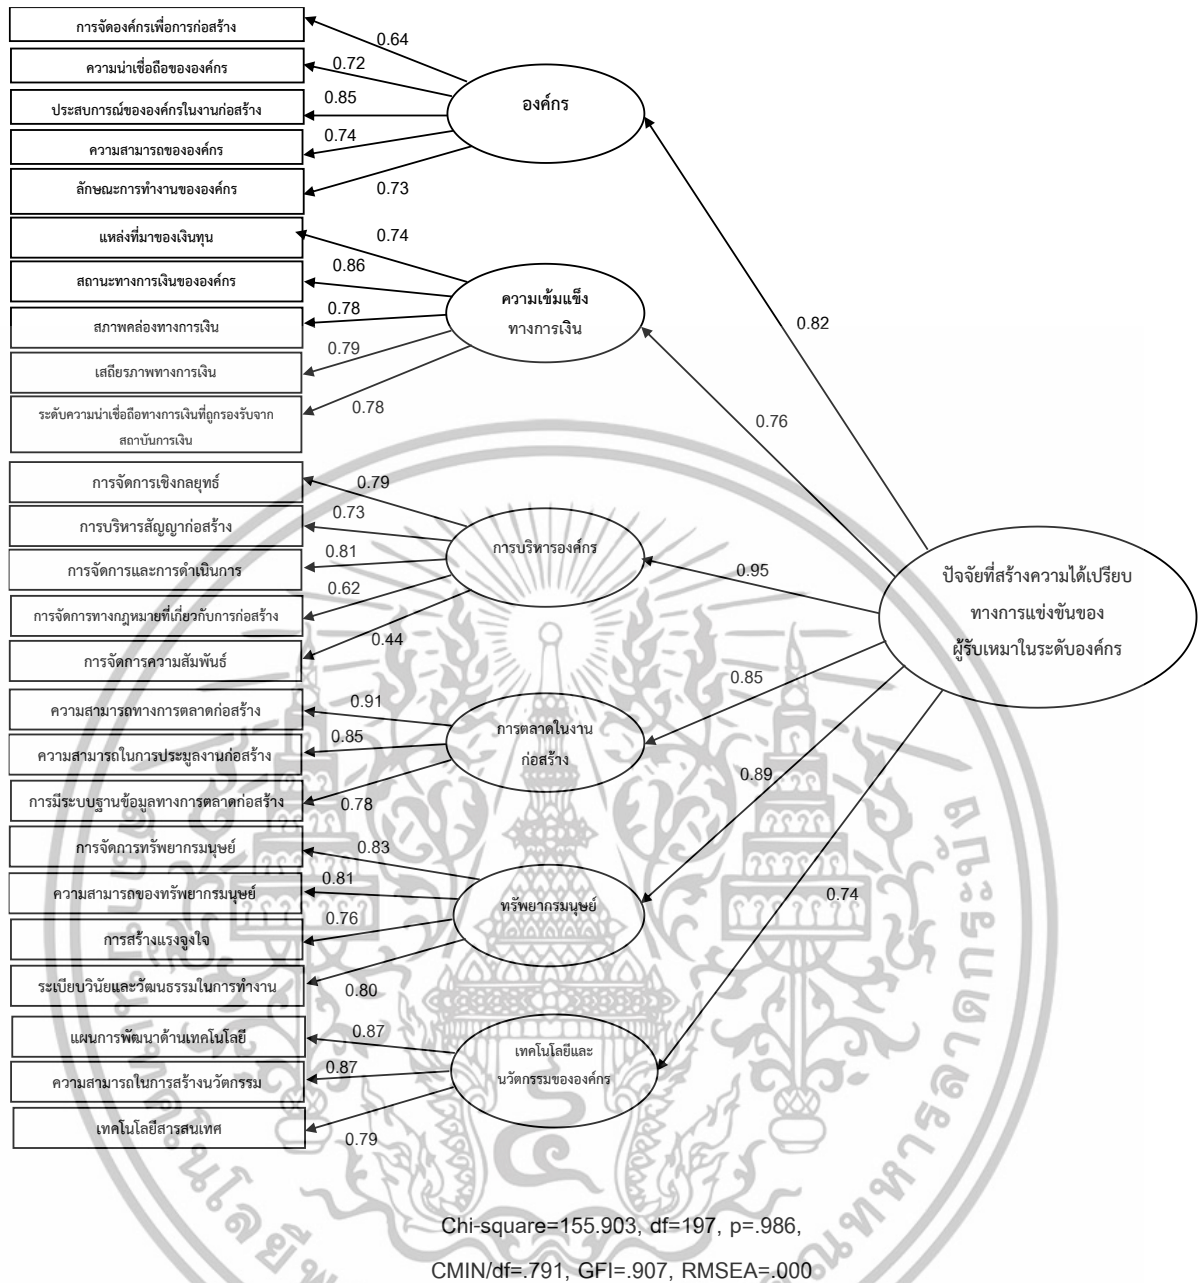 การจัดองค์กรเพื่อการก่อสร้าง
0.64
ความน่าเชื่อถือขององค์กร
0.72
ประสบการณ์ขององค์กรในงานก่อสร้าง
0.85
องค์กร
ความสามารถขององค์กร
0.74
ลักษณะการทำงานขององค์กร
0.73
แหล่งที่มาของเงินทุน
0.74
สถานะทางการเงินขององค์กร
0.86
ความเข้มแข็ง
ทางการเงิน
สภาพคล่องทางการเงิน
0.78
0.82
เสถียรภาพทางการเงิน
0.79
ระดับความน่าเชื่อถือทางการเงินที่ถูกรองรับจาก
สถาบันการเงิน
0.78
0.76
การจัดการเชิงกลยุทธ์
0.79
การบริหารสัญญาก่อสร้าง
0.73
การบริหารองค์กร
การจัดการและการดำเนินการ
0.81
0.95
ปัจจัยที่สร้างความได้เปรียบ
ทางการแข่งขันของ
ผู้รับเหมาในระดับองค์กร
การจัดการทางกฎหมายที่เกี่ยวกับการก่อสร้าง
0.62
การจัดการความสัมพันธ์
0.44
0.85
ความสามารถทางการตลาดก่อสร้าง
0.91
การตลาดในงาน
ก่อสร้าง
ความสามารถในการประมูลงานก่อสร้าง
0.85
0.89
การมีระบบฐานข้อมูลทางการตลาดก่อสร้าง
0.78
การจัดการทรัพยากรมนุษย์
0.83
ความสามารถของทรัพยากรมนุษย์
0.81
ทรัพยากรมนุษย์
0.74
การสร้างแรงจูงใจ
0.76
ระเบียบวินัยและวัฒนธรรมในการทำงาน
0.80
แผนการพัฒนาด้านเทคโนโลยี
0.87
เทคโนโลยีและ
นวัตกรรมขององค์กร
ความสามารถในการสร้างนวัตกรรม
0.87
เทคโนโลยีสารสนเทศ
0.79
Chi-square=155.903, df=197, p=.986,
CMIN/df=.791, GFI=.907, RMSEA=.000